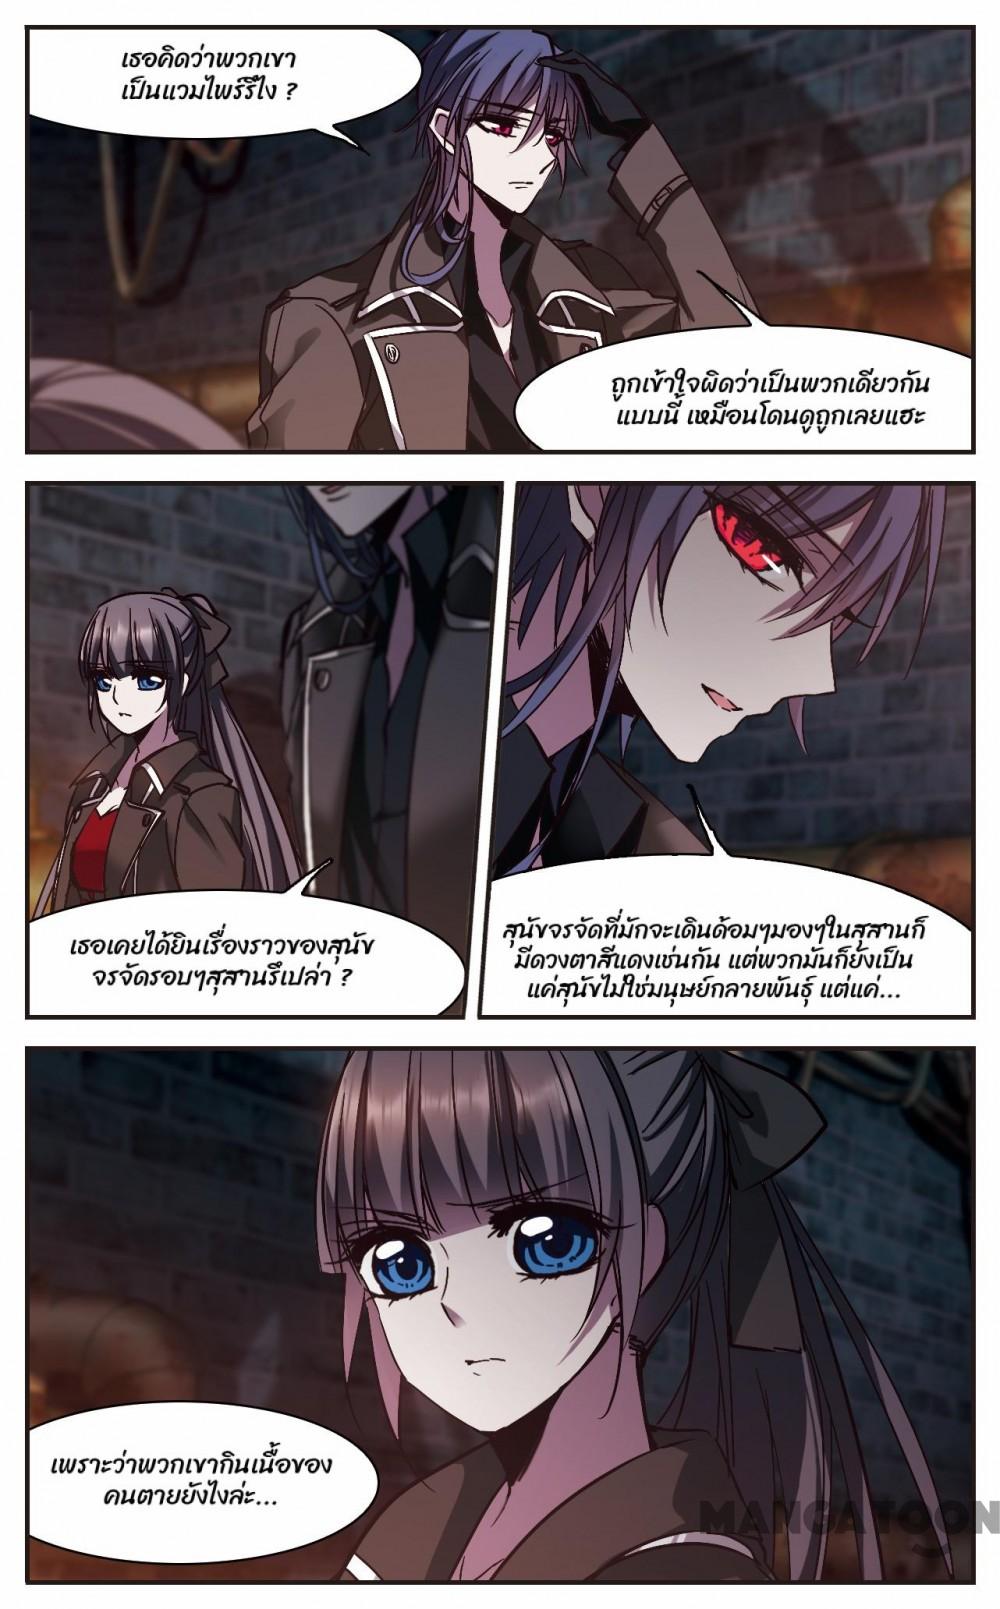 เธอคิดว่าพวกเขา
เป็นแวมไพร์รึไง ?
ถูกเข้าใจผิดว่าเป็นพวกเดียวกัน
แบบนี้ เหมือนโดนดูถูกเลยแฮะ
เธอเคยได้ยินเรื่องราวของสุนัข
จรจัดรอบๆสุสานรึเปล่า ?
สุนัขจรจัดที่มักจะเดินด้อมๆมองๆในสุสานก็
มีดวงตาสีแดงเช่นกัน แต่พวกมันก็ยังเป็น
แค่สุนัขไม่ใช่มนุษย์กลายพันธุ์ แต่แค่...
เพราะว่าพวกเขากินเนื้อของ
คนตายยังไงล่ะ...
MANGATOON